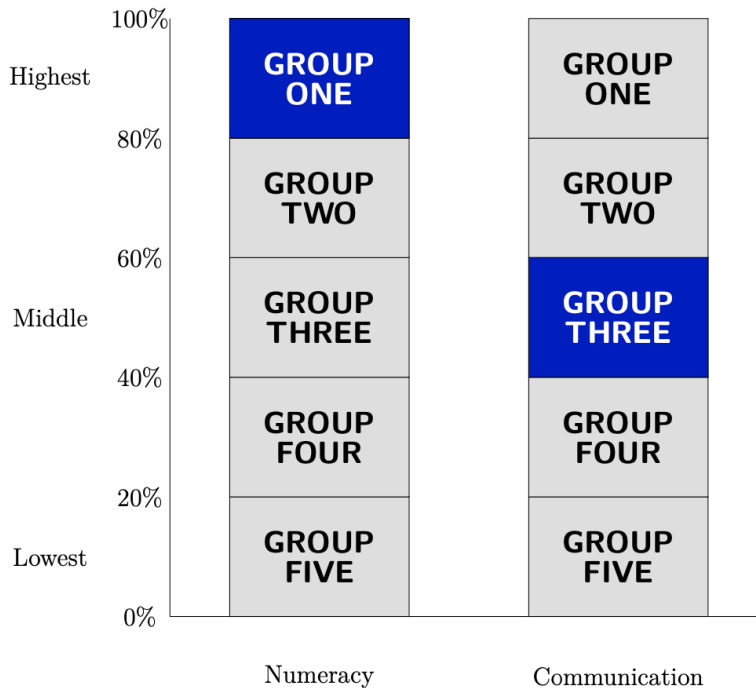 100%
Highest
GROUP
ONE
GROUP
ONE
80%
GROUP
TWO
GROUP
TWO
60%
Middle
GROUP
THREE
GROUP
THREE
40%
GROUP
FOUR
GROUP
FOUR
20%
Lowest
GROUP
FIVE
GROUP
FIVE
0%
Numeracy
Communication